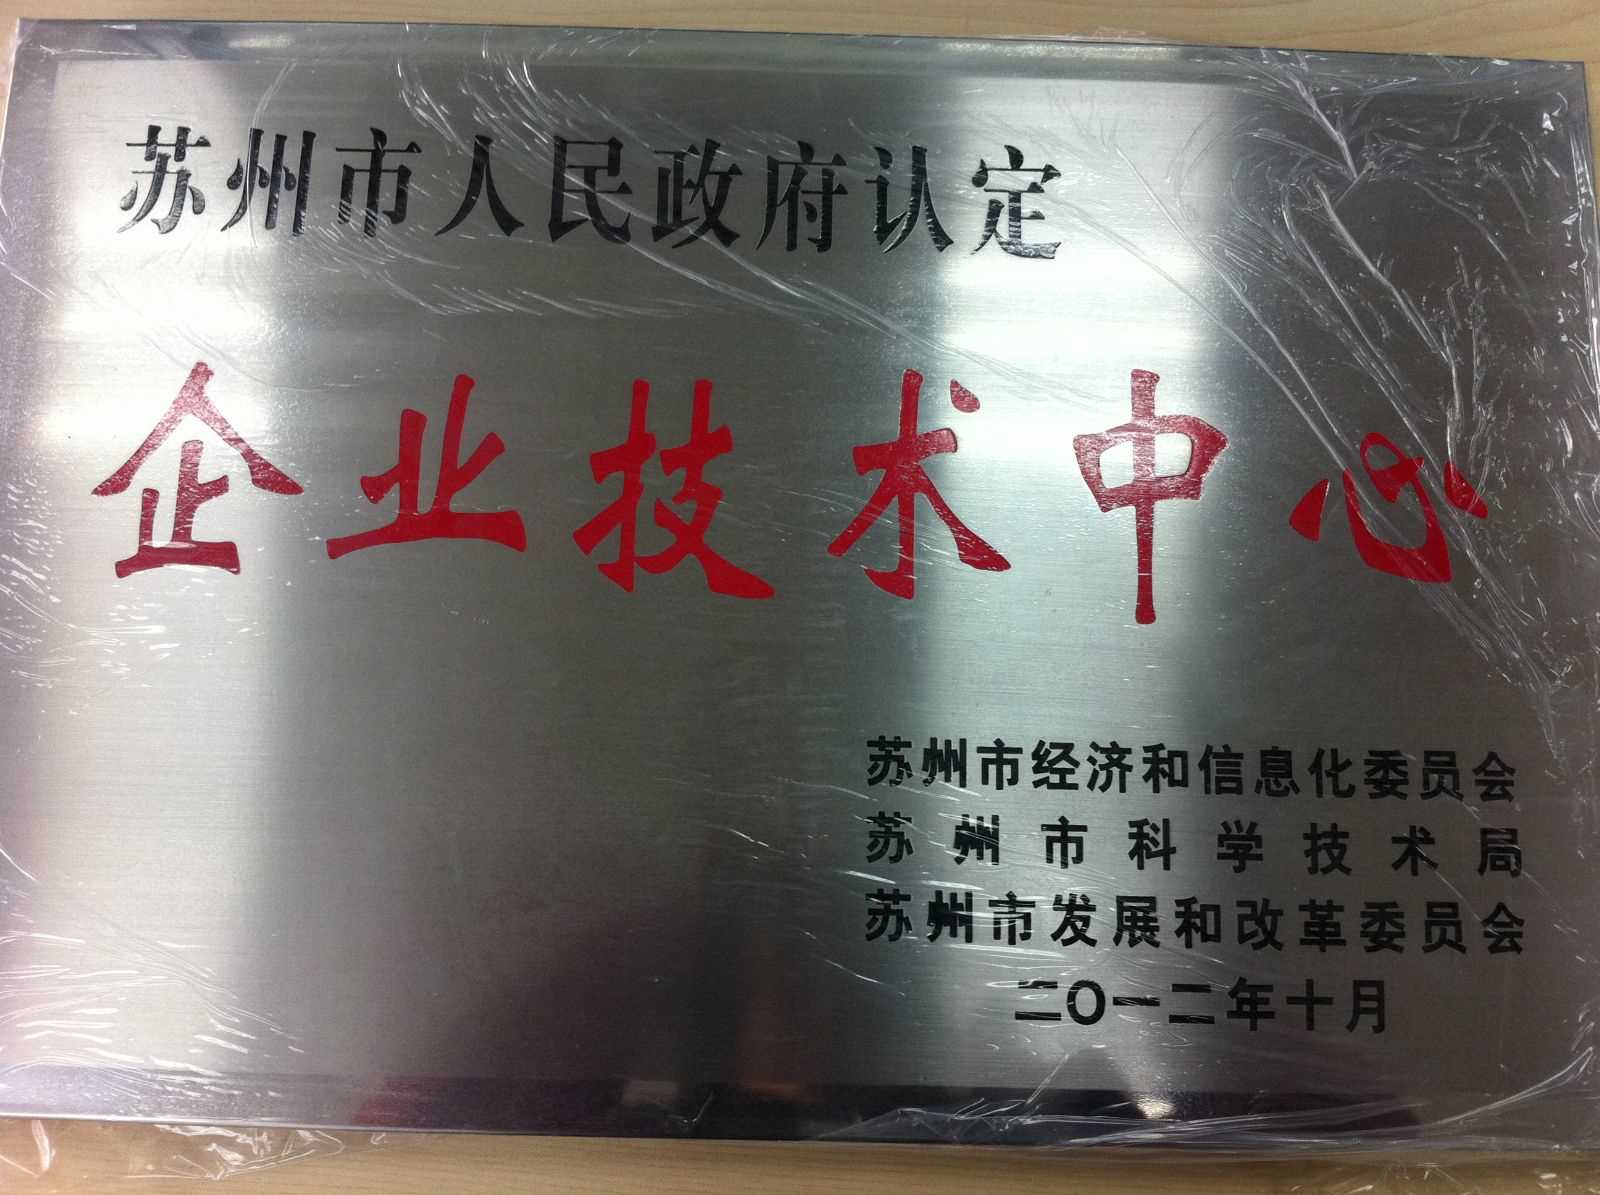 苏州市人民政府认定
企业技术中心
苏州市经济和信息化委员会
苏州市科学技术局
苏州市发展和改革委员会
二〇一二年十月